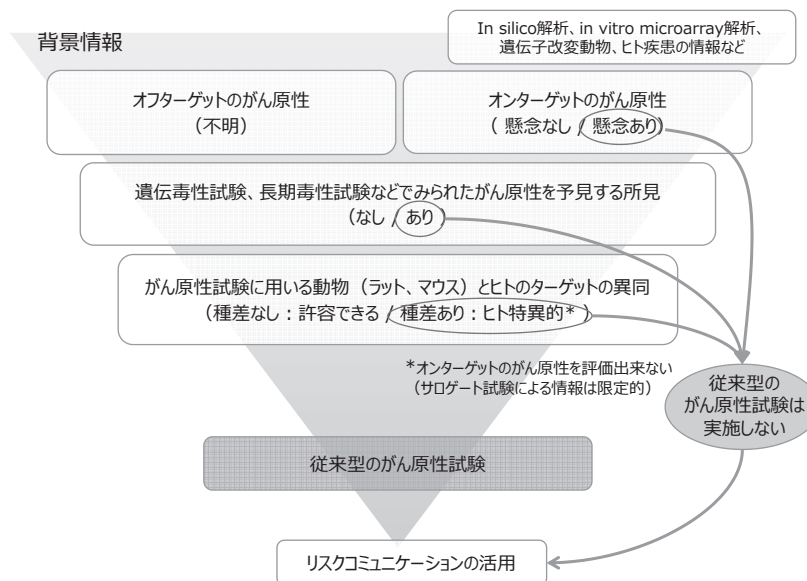 背景情報
In silico解析、in vitro microarray解析、
遺伝子改変動物、ヒト疾患の情報など
オフターゲットのがん原性
（不明）
オンターゲットのがん原性
（ 懸念なし / 懸念あり）
遺伝毒性試験、長期毒性試験などでみられたがん原性を予見する所見
（なし / あり ）
がん原性試験に用いる動物（ラット、マウス）とヒトのターゲットの異同
（種差なし：許容できる / 種差あり：ヒト特異的* ）
*オンターゲットのがん原性を評価出来ない
（サロゲート試験による情報は限定的）
従来型の
がん原性試験は
実施しない
従来型のがん原性試験
リスクコミュニケーションの活用